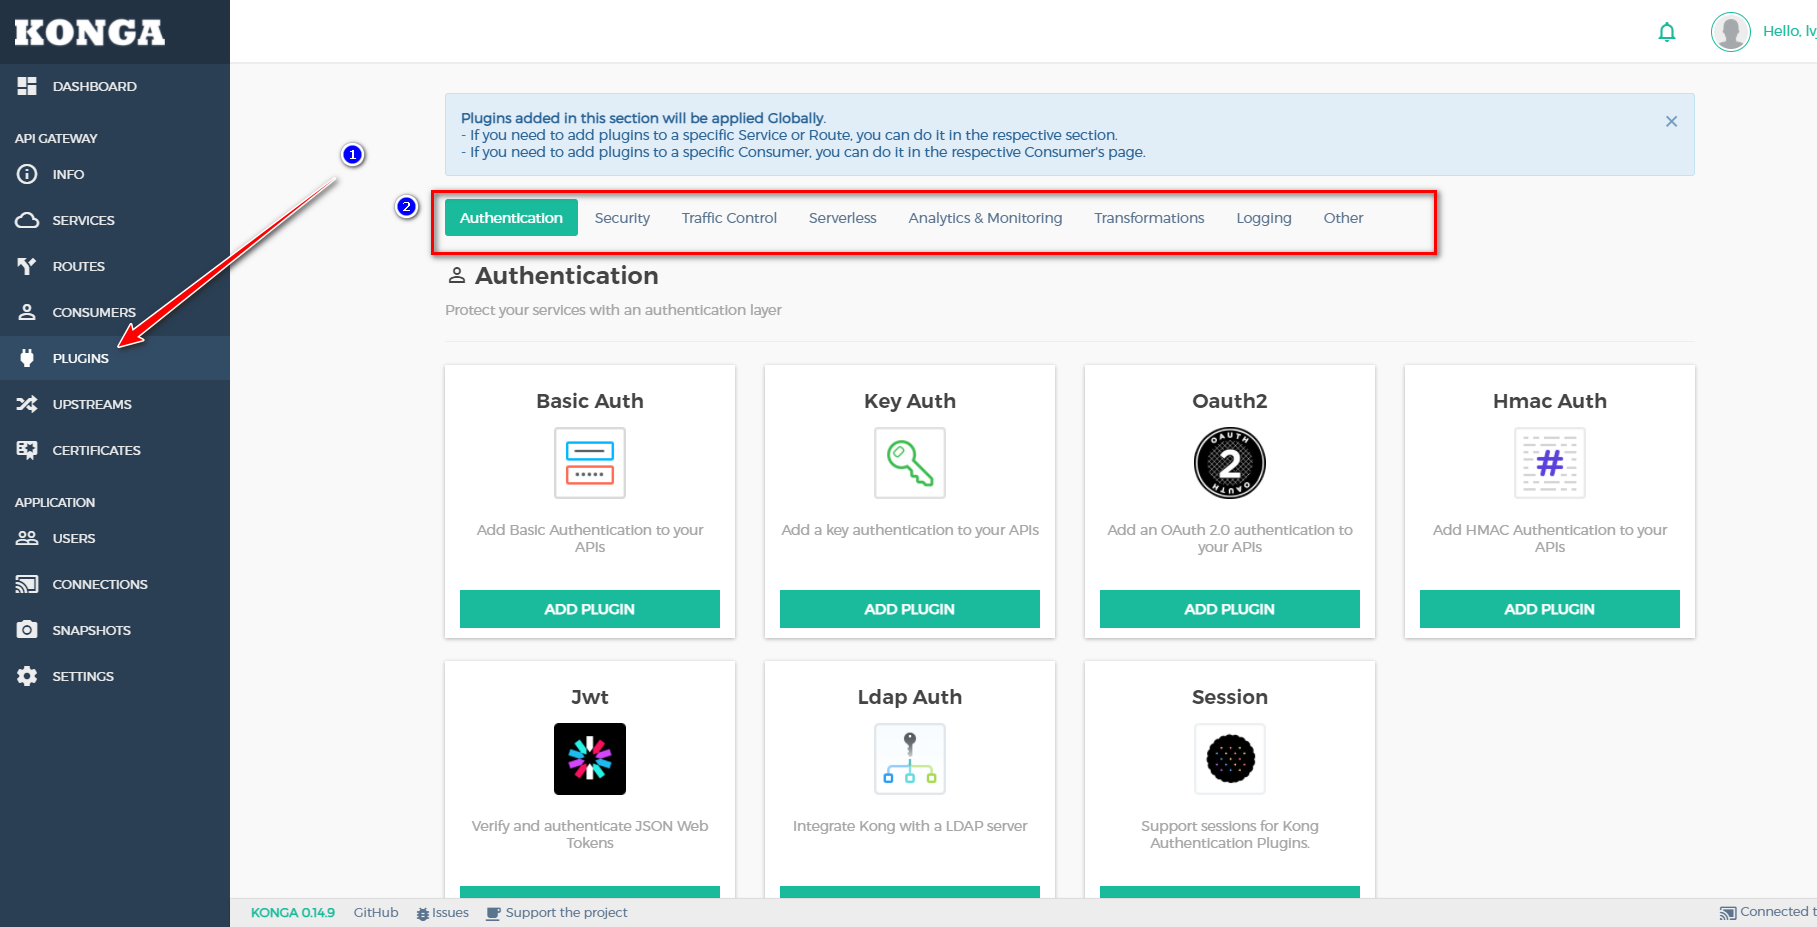 KONGA
Hello, lv
DASHBOARD
API GATEWAY
INFO
SERVICES
ROUTES
CONSUMERS
PLUGINS
UPSTREAMS
CERTIFICATES
APPLICATION
USERS
CONNECTIONS
SNAPSHOTS
SETTINGS
1
Plugins added in this section will be applied Globally.
- If you need to add plugins to a specific Service or Route, you can do it in the respective section.
- If you need to add plugins to a specific Consumer, you can do it in the respective Consumer's page.
2
Authentication Security Traffic Control Serverless Analytics & Monitoring Transformations Logging Other
Authentication
Protect your services with an authentication layer
Basic Auth
Add Basic Authentication to your
APIs
ADD PLUGIN
Key Auth
Add a key authentication to your APIs
ADD PLUGIN
Oauth2
OAUTH
2
OAUTH
Add an OAuth 2.0 authentication to
your APIs
ADD PLUGIN
Hmac Auth
#
Add HMAC Authentication to your
APIs
ADD PLUGIN
Jwt
Verify and authenticate JSON Web
Tokens
Ldap Auth
Integrate Kong with a LDAP server
Session
Support sessions for Kong
Authentication Plugins.
KONGA 0.14.9 GitHub Issues Support the project
Connected t